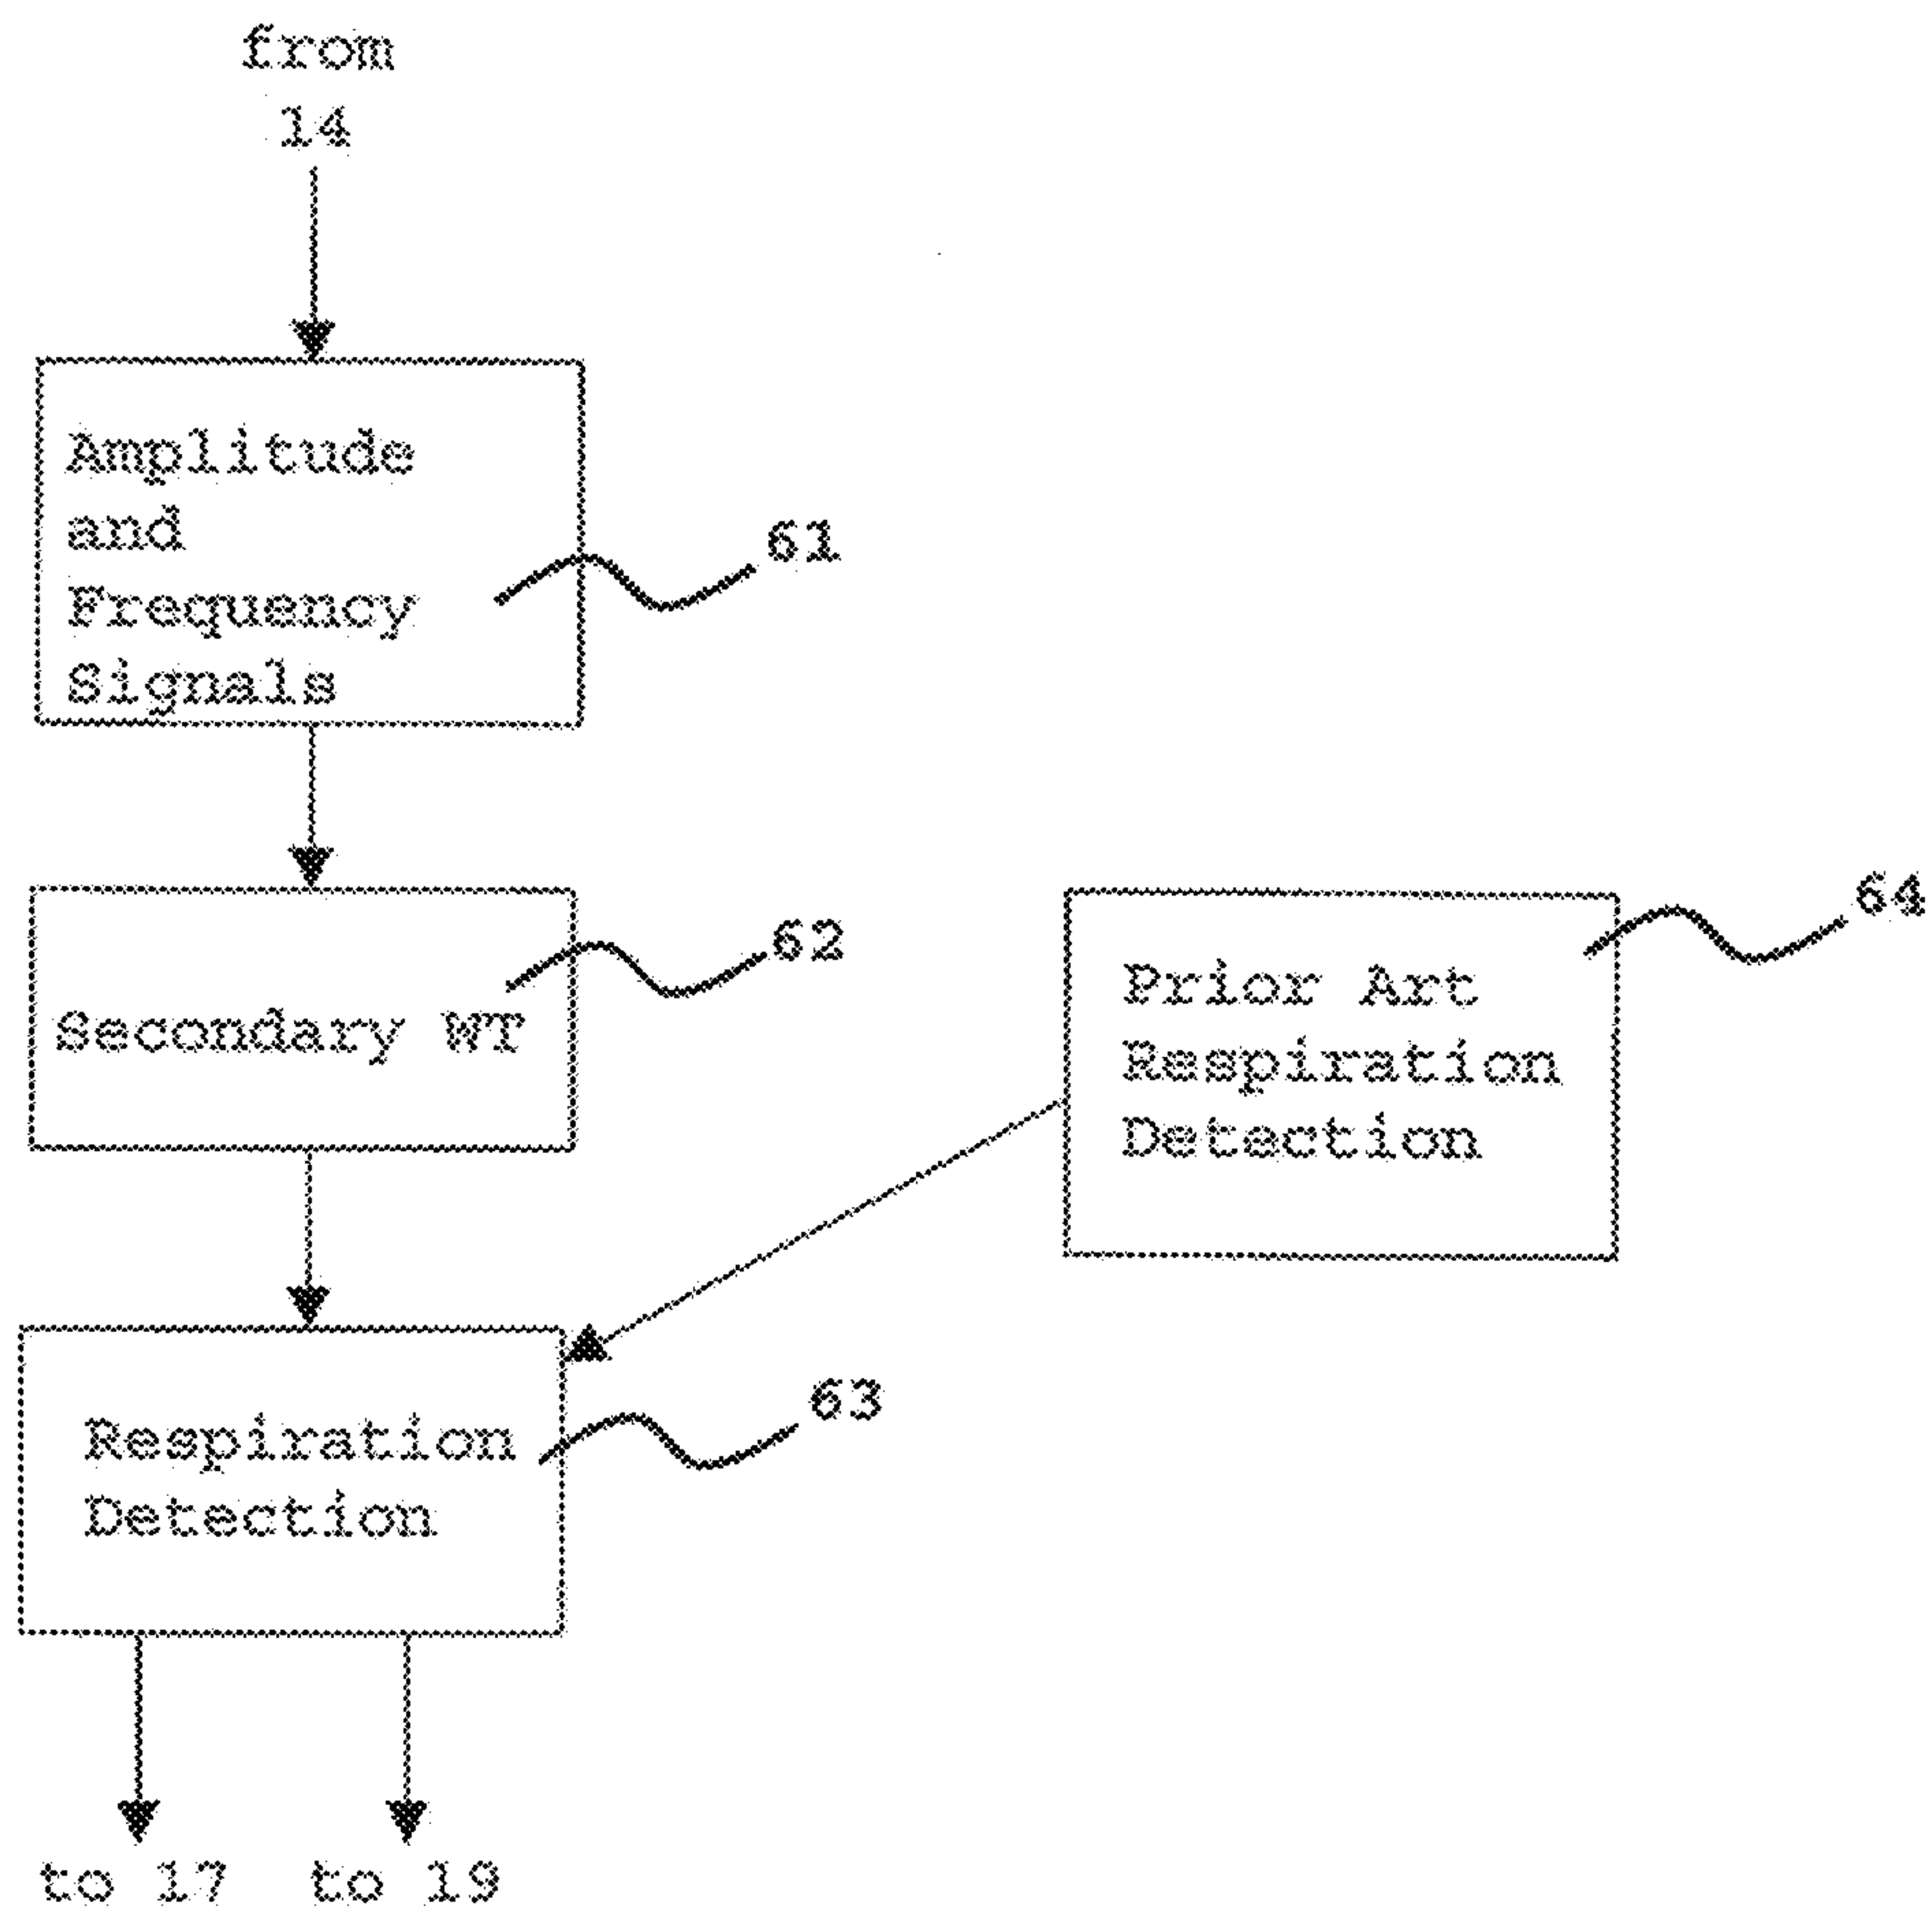 from
14
Amplitude
and
Frequency
Signals
61
Secondary WT
62
Prior Art
Respiration
Detection
64
Respiration
Detection
63
to 17
to 19